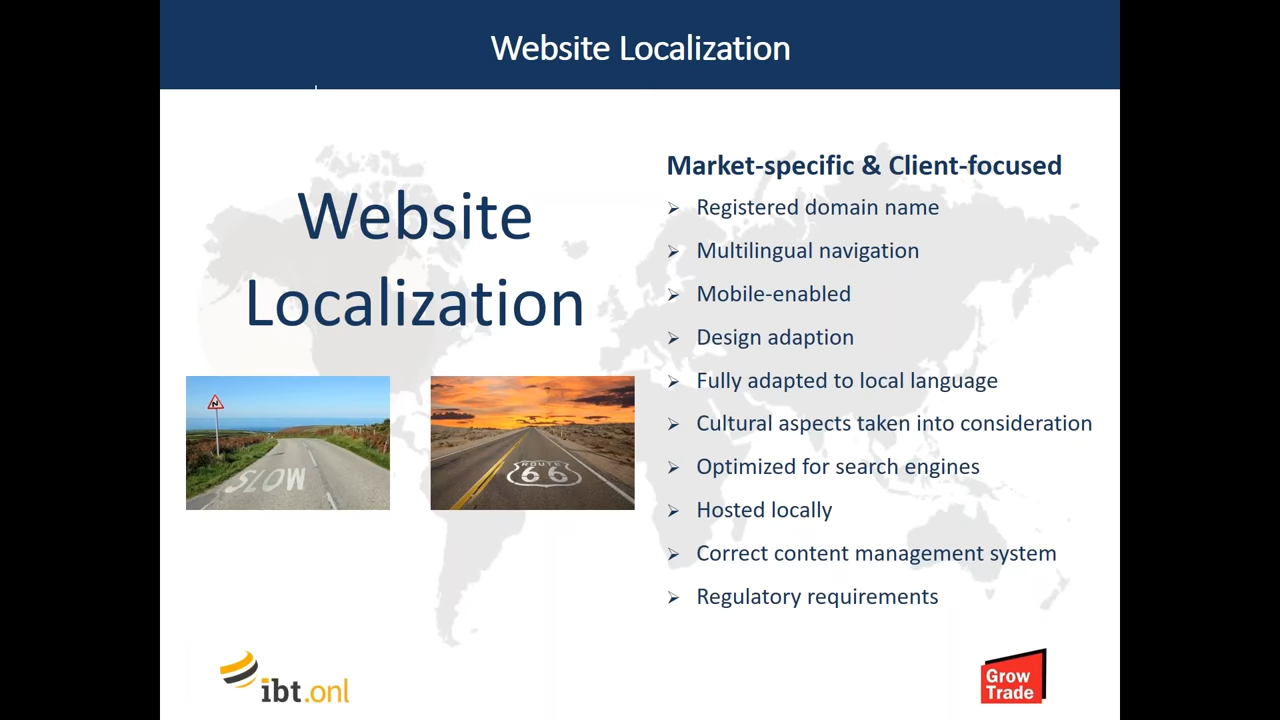 Website Localization
Website
Localization
Market-specific & Client-focused
Registered domain name
Multilingual navigation
Mobile-enabled
Design adaption
Fully adapted to local language
Cultural aspects taken into consideration
Optimized for search engines
Hosted locally
Correct content management system
Regulatory requirements
SLOW
ROUTE
66
ibt.onl
Grow
Trade